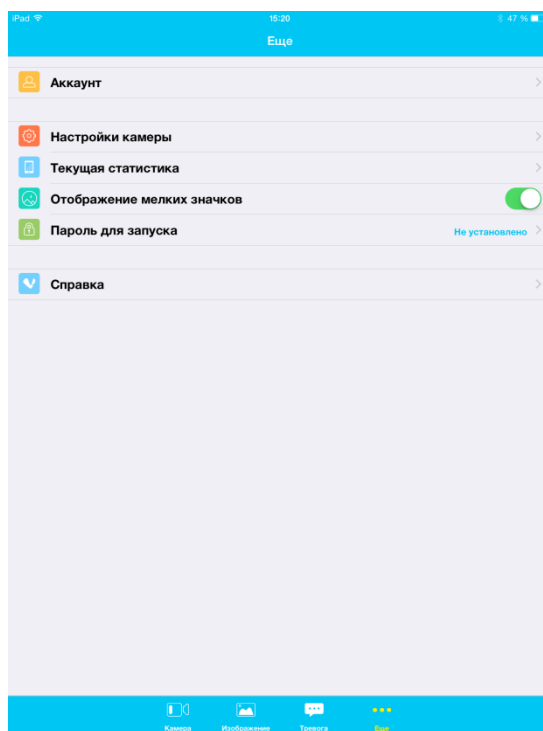 iPad 15:20 47 %
Еще
Аккаунт
Настройки камеры
Текущая статистика
Отображение мелких значков
Пароль для запуска Не установлено
Справка
Камера Изображение Тревога Еще